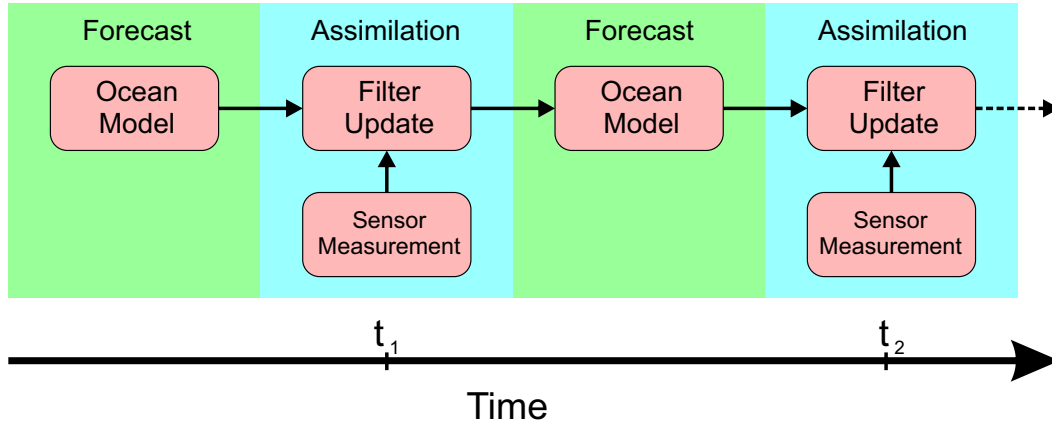 Forecast
Assimilation
Forecast
Assimilation
Ocean
Model
Filter
Update
Ocean
Model
Filter
Update
Sensor
Measurement
Sensor
Measurement
t1
t2
Time